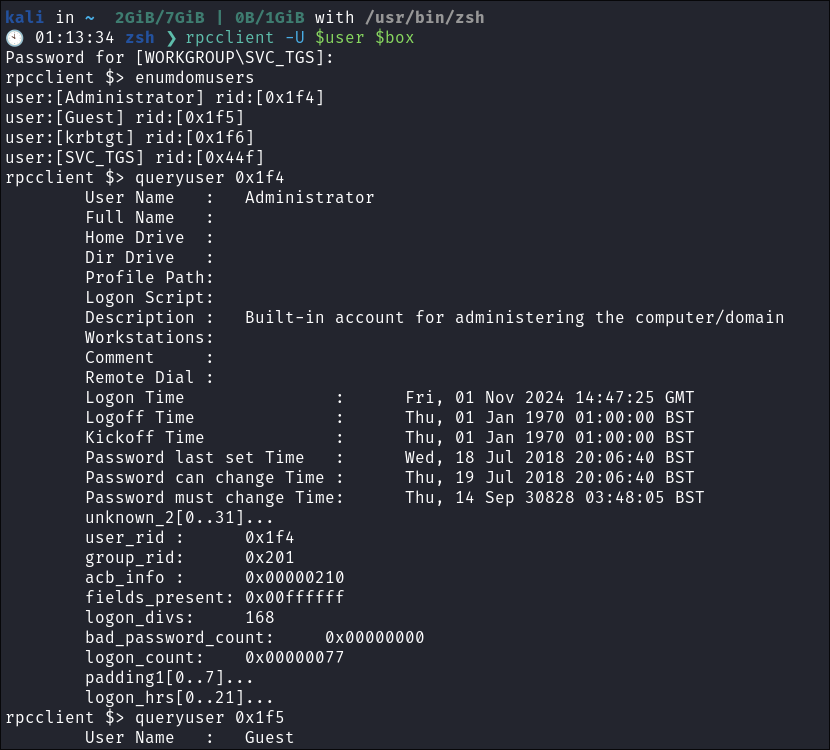 kali in ~  2GiB/7GiB | 0B/1GiB with /usr/bin/zsh
01:13:34 zsh ❯ rpcclient -U $user $box
Password for [WORKGROUP\SVC_TGS]:
rpcclient $> enumdomusers
user:[Administrator] rid:[0x1f4]
user:[Guest] rid:[0x1f5]
user:[krbtgt] rid:[0x1f6]
user:[SVC_TGS] rid:[0x44f]
rpcclient $> queryuser 0x1f4
        User Name   :   Administrator
        Full Name   :
        Home Drive  :
        Dir Drive   :
        Profile Path:
        Logon Script:
        Description :   Built-in account for administering the computer/domain
        Workstations:
        Comment     :
        Remote Dial :
        Logon Time               :      Fri, 01 Nov 2024 14:47:25 GMT
        Logoff Time              :      Thu, 01 Jan 1970 01:00:00 BST
        Kickoff Time             :      Thu, 01 Jan 1970 01:00:00 BST
        Password last set Time   :      Wed, 18 Jul 2018 20:06:40 BST
        Password can change Time :      Thu, 19 Jul 2018 20:06:40 BST
        Password must change Time:      Thu, 14 Sep 30828 03:48:05 BST
        unknown_2[0..31]...
        user_rid :      0x1f4
        group_rid:      0x201
        acb_info :      0x00000210
        fields_present: 0x00ffffff
        logon_divs:     168
        bad_password_count:     0x00000000
        logon_count:    0x00000077
        padding1[0..7]...
        logon_hrs[0..21]...
rpcclient $> queryuser 0x1f5
        User Name   :   Guest